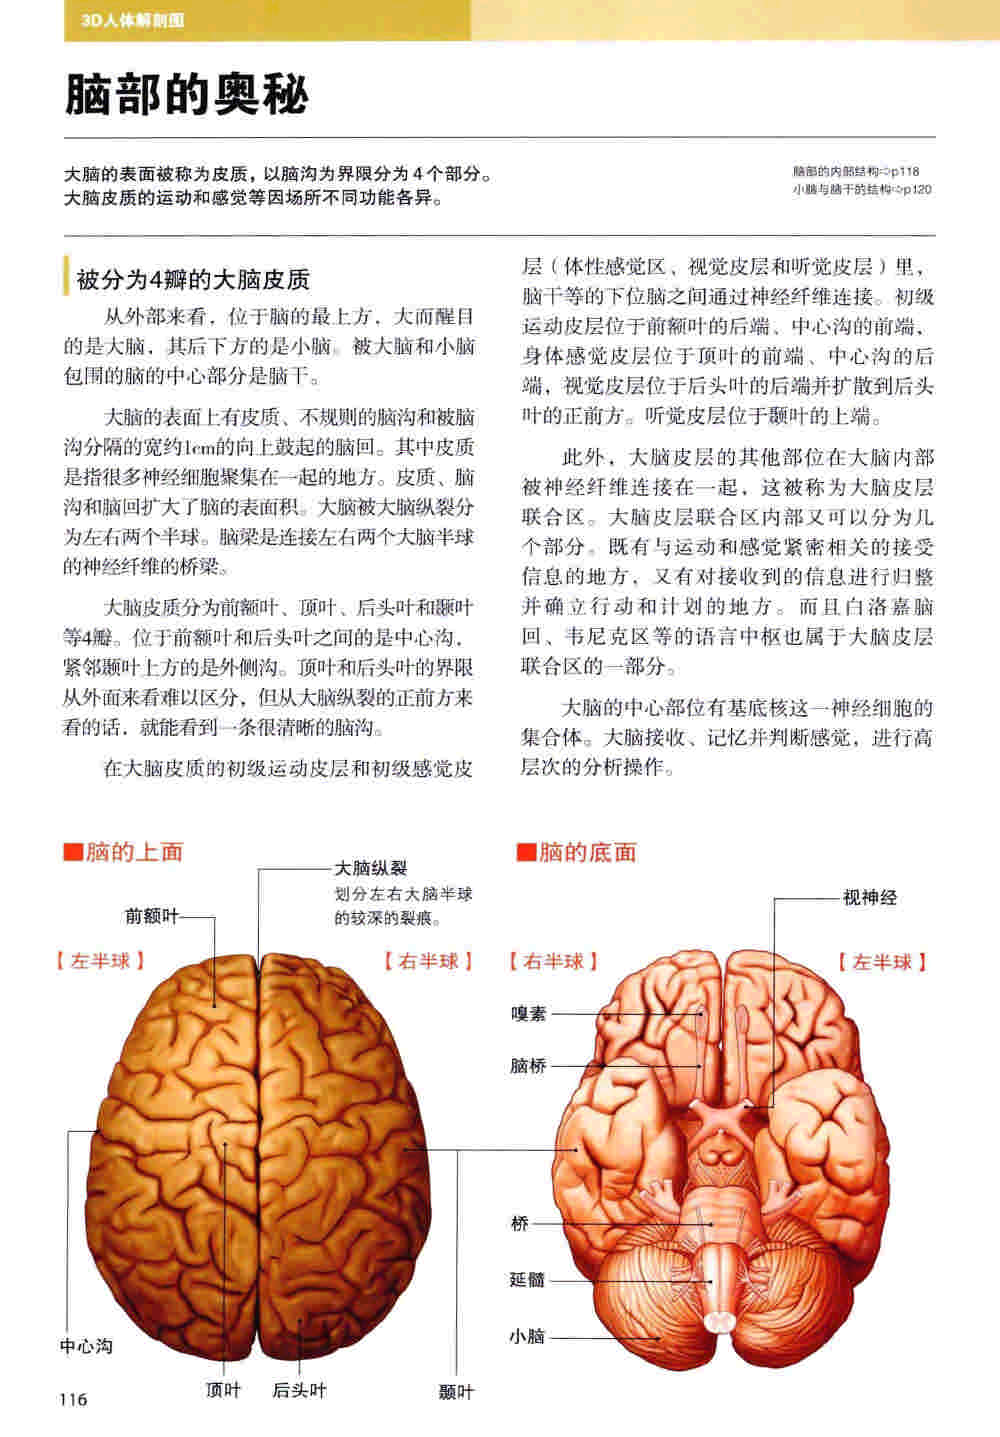 3D人体解剖图
脑部的奥秘
大脑的表面被称为皮质，以脑沟为界限分为4个部分。
大脑皮质的运动和感觉等因场所不同功能各异。
脑部的内部结构⇨p118
小脑与脑干的结构⇨p120
被分为4瓣的大脑皮质
从外部来看，位于脑的最上方，大而醒目
的是大脑，其后下方的是小脑。被大脑和小脑
包围的脑的中心部分是脑干。
大脑的表面上有皮质、不规则的脑沟和被脑
沟分隔的宽约1cm的向上鼓起的脑回。其中皮质
是指很多神经细胞聚集在一起的地方。皮质、脑
沟和脑回扩大了脑的表面积。大脑被大脑纵裂分
为左右两个半球。脑梁是连接左右两个大脑半球
的神经纤维的桥梁。
大脑皮质分为前额叶、顶叶、后头叶和颞叶
等4瓣。位于前额叶和后头叶之间的是中心沟，
紧邻颞叶上方的是外侧沟。顶叶和后头叶的界限
从外面来看难以区分，但从大脑纵裂的正前方来
看的话，就能看到一条很清晰的脑沟。
在大脑皮质的初级运动皮层和初级感觉皮
层（体性感觉区、视觉皮层和听觉皮层）里，
脑干等的下位脑之间通过神经纤维连接。初级
运动皮层位于前额叶的后端、中心沟的前端，
身体感觉皮层位于顶叶的前端、中心沟的后
端，视觉皮层位于后头叶的后端并扩散到后头
叶的正前方。听觉皮层位于颞叶的上端。
此外，大脑皮层的其他部位在大脑内部
被神经纤维连接在一起，这被称为大脑皮层
联合区。大脑皮层联合区内部又可以分为几
个部分。既有与运动和感觉紧密相关的接受
信息的地方，又有对接收到的信息进行归整
并确立行动和计划的地方。而且白洛嘉脑
回、韦尼克区等的语言中枢也属于大脑皮层
联合区的一部分。
大脑的中心部位有基底核这一神经细胞的
集合体。大脑接收、记忆并判断感觉，进行高
层次的分析操作。
■脑的上面
大脑纵裂
划分左右大脑半球
的较深的裂痕。
前额叶
【左半球】
【右半球】
中心沟
顶叶
后头叶
颞叶
■脑的底面
视神经
【右半球】
【左半球】
嗅素
脑桥
桥
延髓
小脑
116